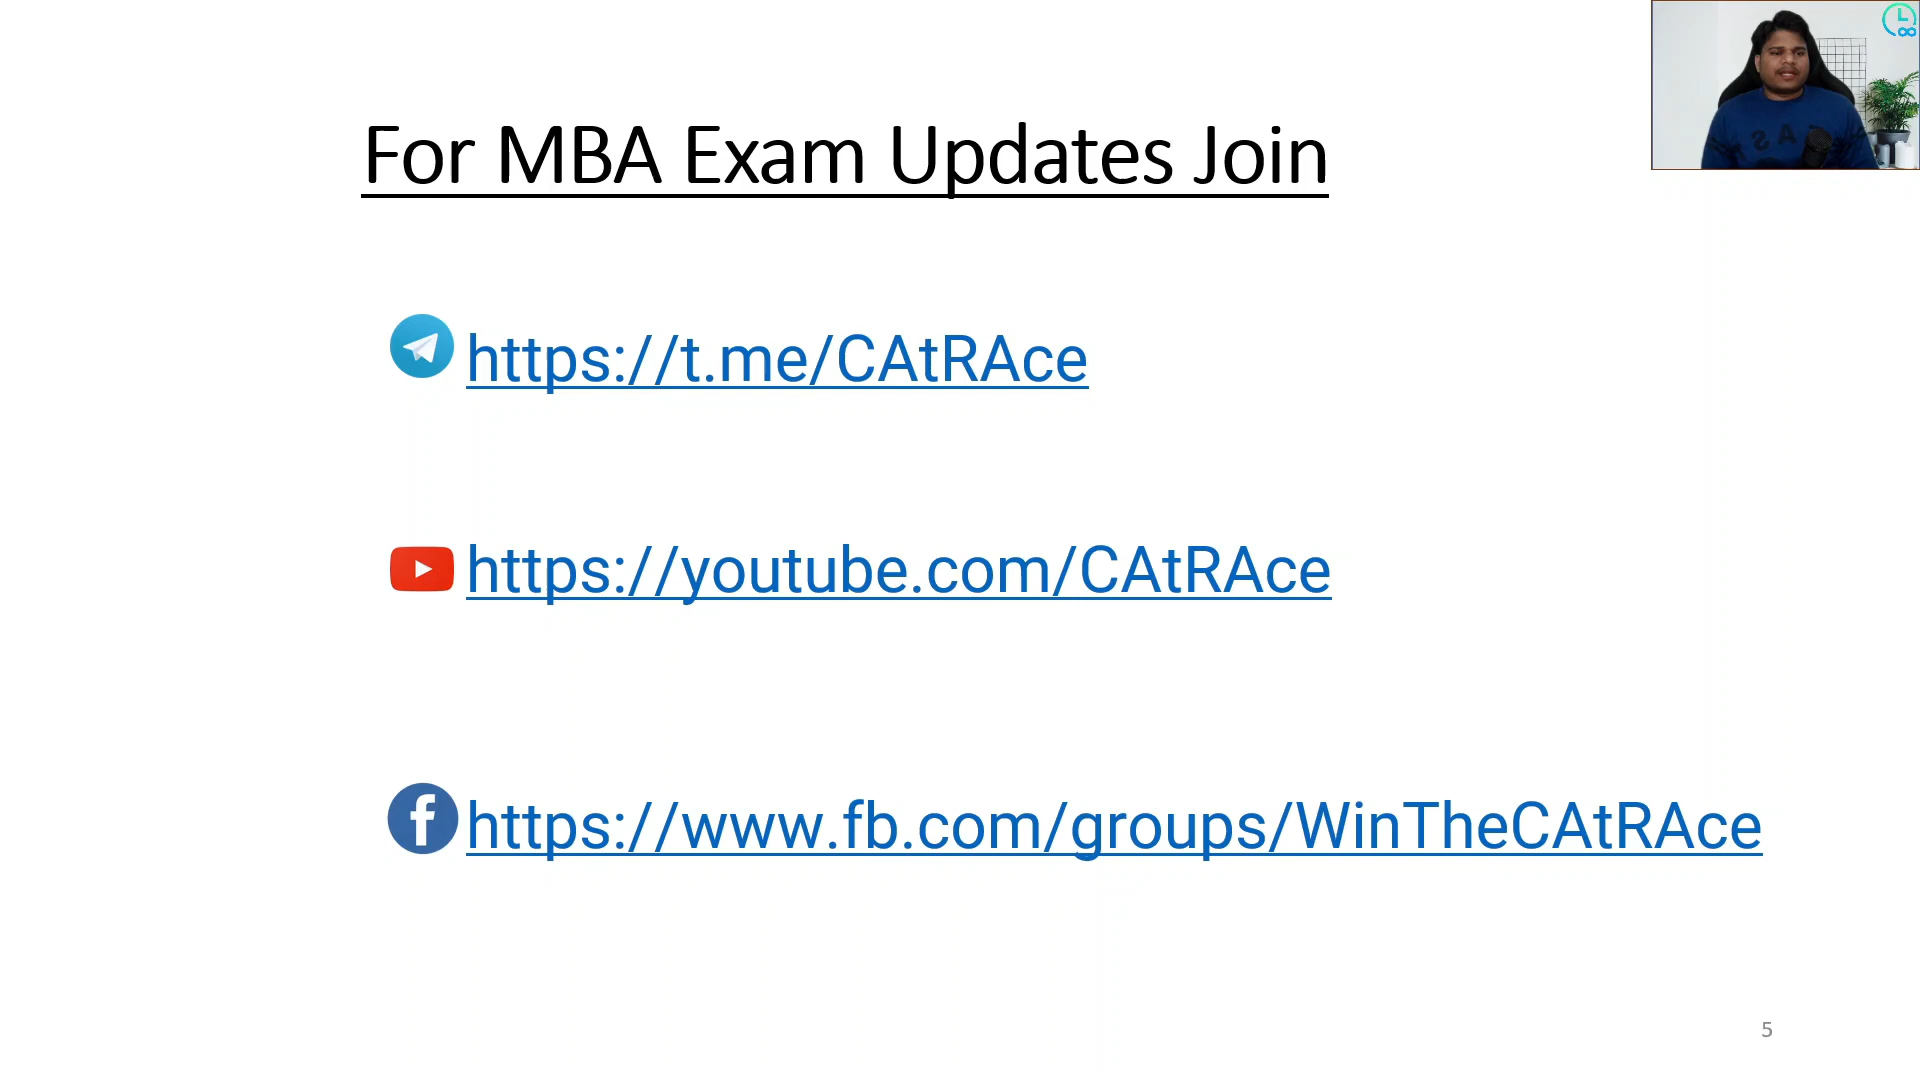 For MBA Exam Updates Join
https://t.me/CAtRAce
https://youtube.com/CAtRAce
https://www.fb.com/groups/WinTheCAtRAce
5